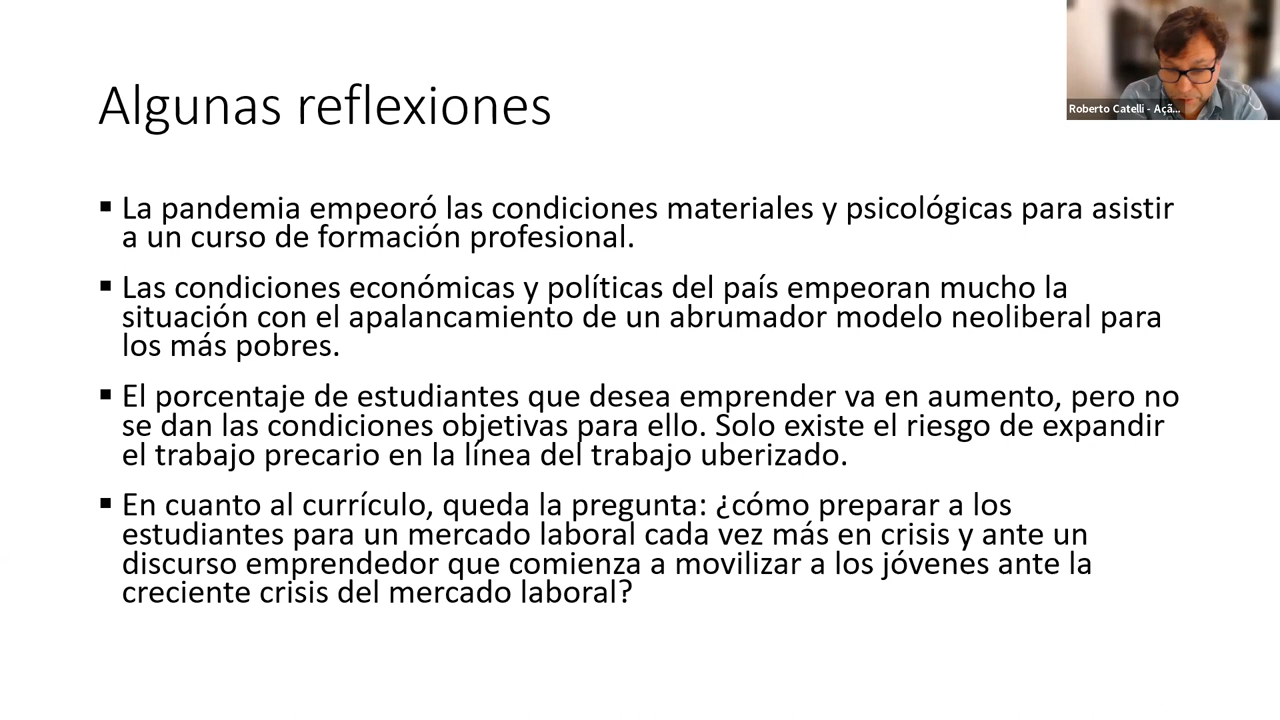 Algunas reflexiones
Roberto Catelli - Açã...
▪ La pandemia empeoró las condiciones materiales y psicológicas para asistir
a un curso de formación profesional.
▪ Las condiciones económicas y políticas del país empeoran mucho la
situación con el apalancamiento de un abrumador modelo neoliberal para
los más pobres.
▪ El porcentaje de estudiantes que desea emprender va en aumento, pero no
se dan las condiciones objetivas para ello. Solo existe el riesgo de expandir
el trabajo precario en la línea del trabajo uberizado.
▪ En cuanto al currículo, queda la pregunta: ¿cómo preparar a los
estudiantes para un mercado laboral cada vez más en crisis y ante un
discurso emprendedor que comienza a movilizar a los jóvenes ante la
creciente crisis del mercado laboral?